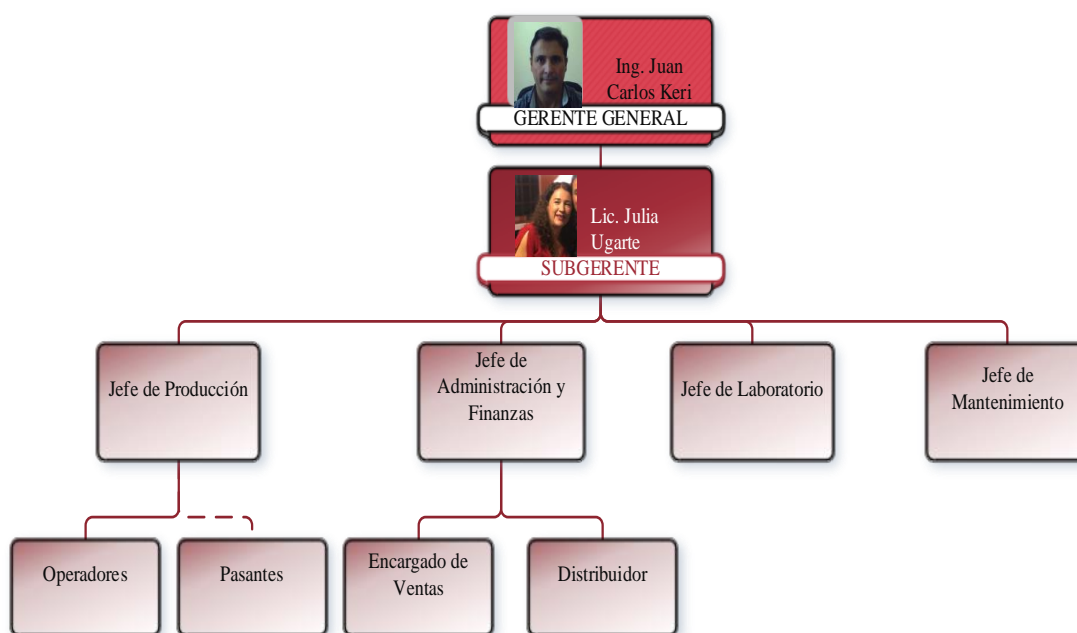 Ing. Juan
Carlos Keri
GERENTE GENERAL
Lic. Julia
Ugarte
SUBGERENTE
Jefe de Producción
Jefe de
Administración y
Finanzas
Jefe de Laboratorio
Jefe de
Mantenimiento
Operadores
Pasantes
Encargado de
Ventas
Distribuidor